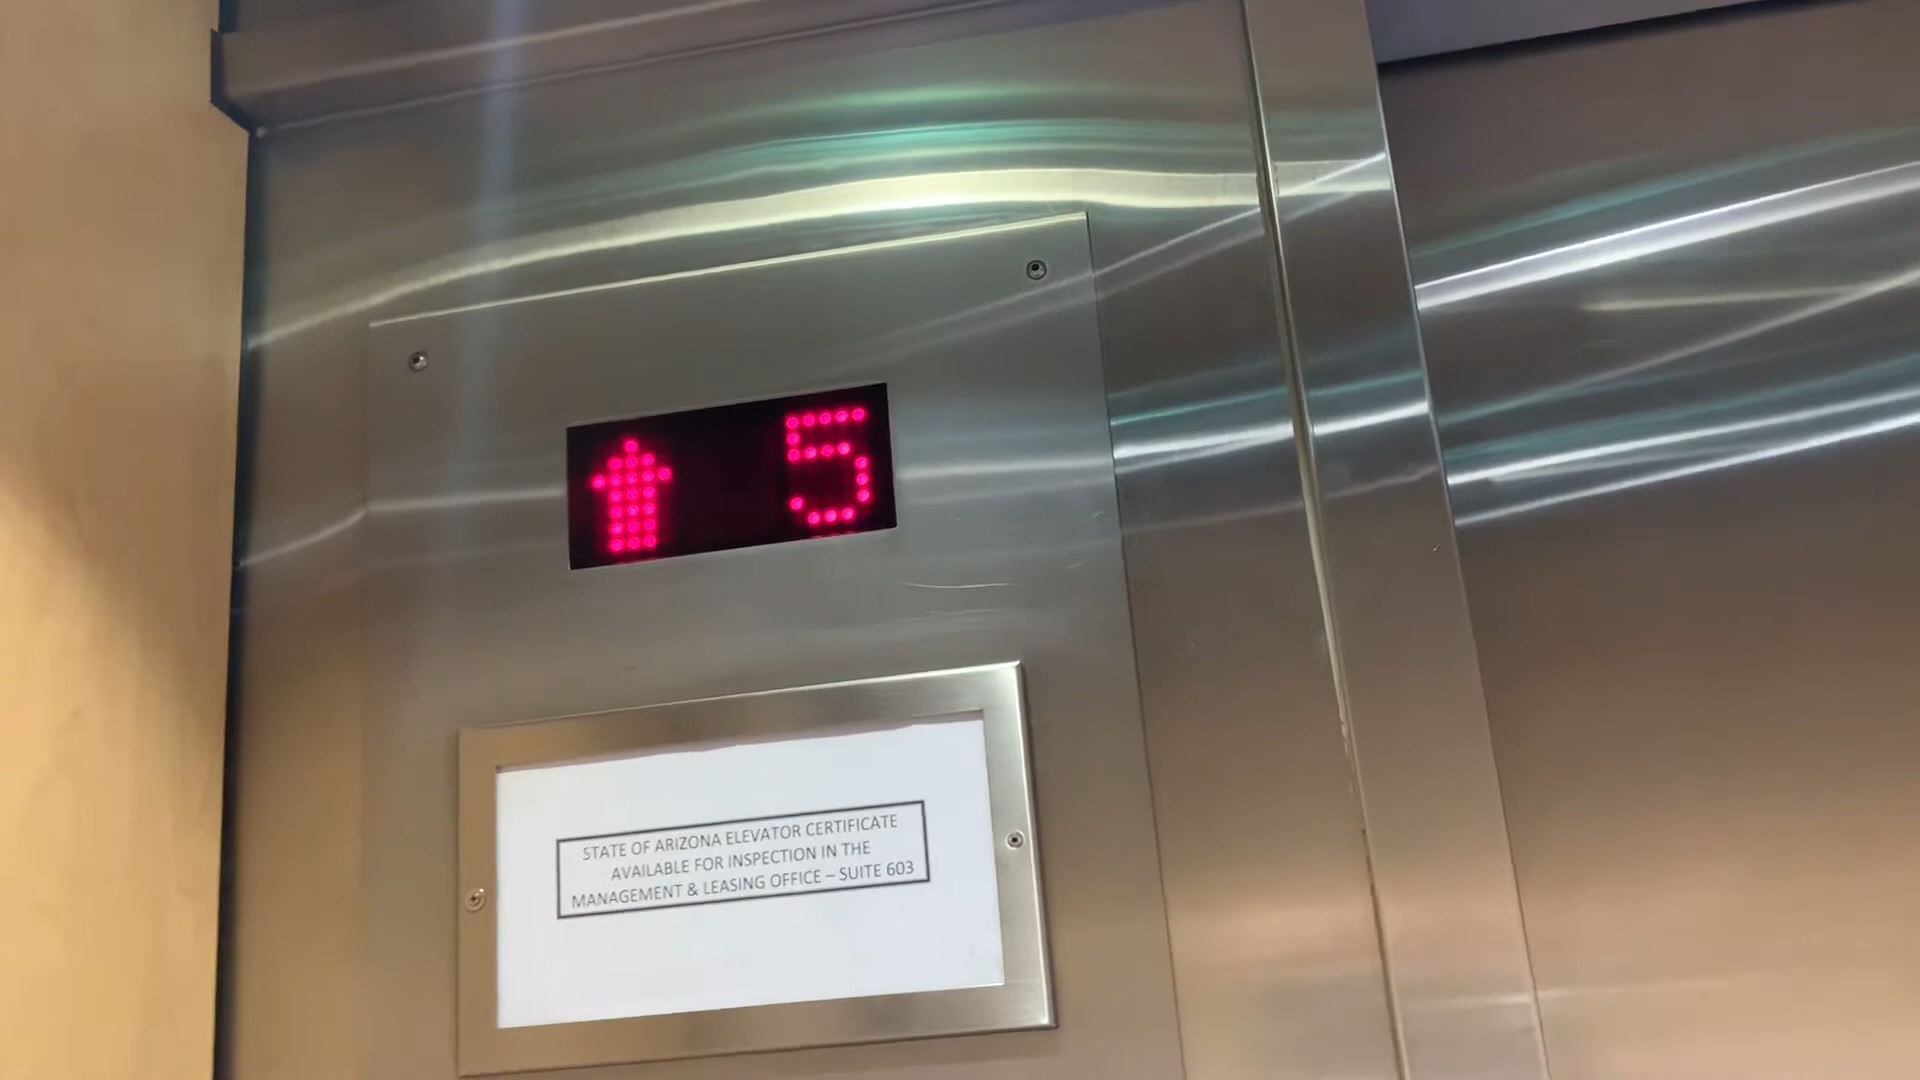 5
STATE OF ARIZONA ELEVATOR CERTIFICATE
AVAILABLE FOR INSPECTION IN THE
MANAGEMENT & LEASING OFFICE – SUITE 603